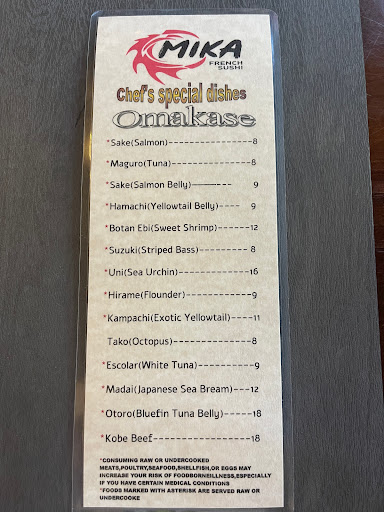 MIKA
FRENCH
SUSHI
Chef's special dishes
Omakase
*Sake(Salmon)----------------8
*Maguro(Tuna)----------------8
*Sake(Salmon Belly)--------- 9
*Hamachi(Yellowtail Belly)---- 9
*Botan Ebi(Sweet Shrimp)------12
*Suzuki(Striped Bass)--------- 8
*Uni(Sea Urchin)--------------16
*Hirame(Flounder)-------------9
*Kampachi(Exotic Yellowtail)----11
Tako(Octopus)---------------8
*Escolar(White Tuna)----------9
*Madai(Japanese Sea Bream)---12
*Otoro(Bluefin Tuna Belly)-----18
*Kobe Beef-------------------18
*CONSUMING RAW OR UNDERCOOKED
MEATS,POULTRY,SEAFOOD,SHELLFISH,OR EGGS MAY
INCREASE YOUR RISK OF FOODBORNEILLNESS,ESPECIALLY
IF YOU HAVE CERTAIN MEDICAL CONDITIONS
*FOODS MARKED WITH ASTERISK ARE SERVED RAW OR
UNDERCOOKE